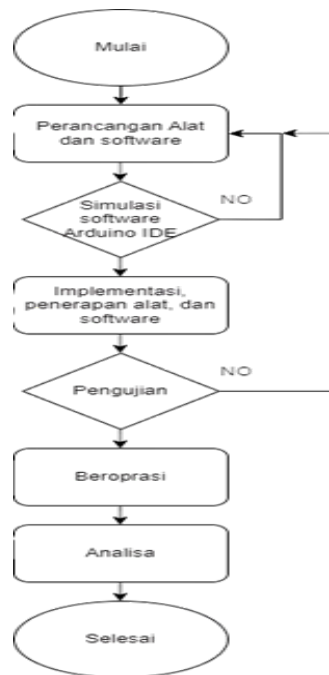 Mulai
Perancangan Alat
dan software
Simulasi
software
Arduino IDE
NO
Implementasi,
penerapan alat, dan
software
Pengujian
NO
Beroprasi
Analisa
Selesai